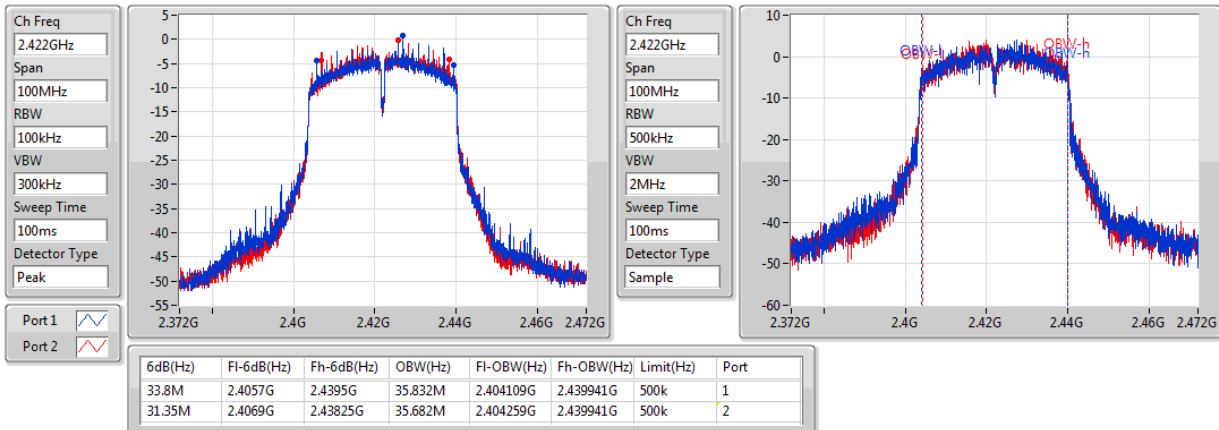 Ch Freq
2.422GHz
Span
100MHz
RBW
100kHz
VBW
300kHz
Sweep Time
100ms
Detector Type
Peak
Port 1
Port 2
5
0
-5
-10
-15
-20
-25
-30
-35
-40
-45
-50
-55
2.372G 2.4G 2.42G 2.44G 2.46G 2.472G
Ch Freq
2.422GHz
Span
100MHz
RBW
500kHz
VBW
2MHz
Sweep Time
100ms
Detector Type
Sample
10
0
-10
-20
-30
-40
-50
-60
OBW-h
OBW-h
2.372G 2.4G 2.42G 2.44G 2.46G 2.472G
6dB(Hz) Fl-6dB(Hz) Fh-6dB(Hz) OBW(Hz) Fl-OBW(Hz) Fh-OBW(Hz) Limit(Hz) Port
33.8M 2.4057G 2.4395G 35.832M 2.404109G 2.439941G 500k 1
31.35M 2.4069G 2.43825G 35.682M 2.404259G 2.439941G 500k 2